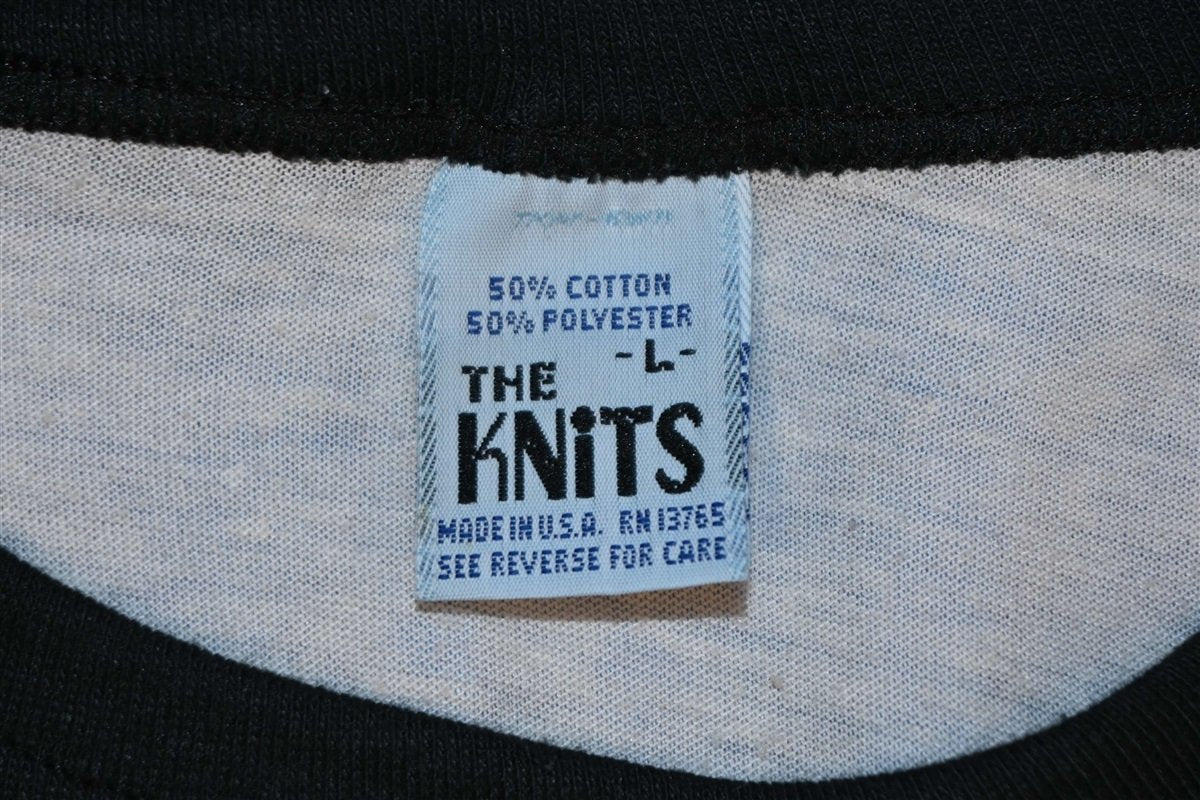 50% COTTON
50% POLYESTER
-L-
THE
KNiTS
MADE IN U.S.A. RN 13765
SEE REVERSE FOR CARE